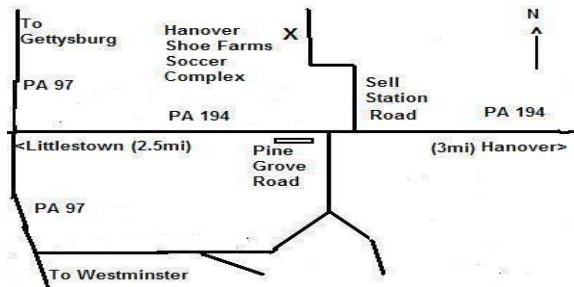 To
Gettysburg
Hanover
Shoe Farms
Soccer
Complex
X
N
^
PA 97
Sell
Station
Road
PA 194
PA 194
<Littlestown (2.5mi)
Pine
Grove
Road
(3mi) Hanover>
PA 97
To Westminster